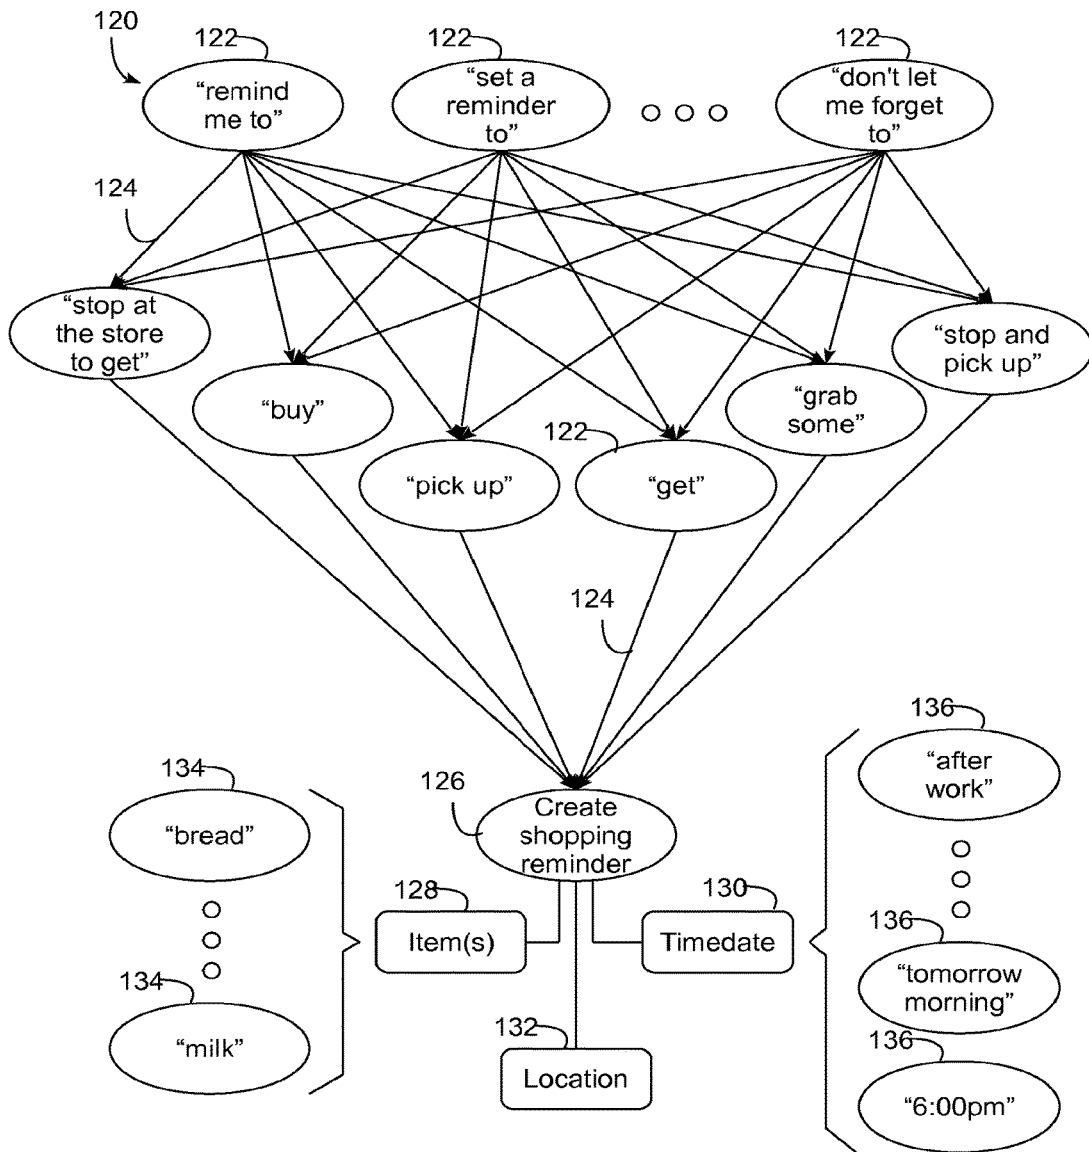 120
122
122
122
“remind
me to”
“set a
reminder
to”
“don't let
me forget
to”
124
“stop at
the store
to get”
“stop and
pick up”
“buy”
“grab
some”
122
“pick up”
“get”
124
136
“after
work”
134
126
Create
shopping
reminder
“bread”
128
130
Item(s)
Timedate
136
“tomorrow
morning”
134
132
136
“milk”
Location
“6:00pm”